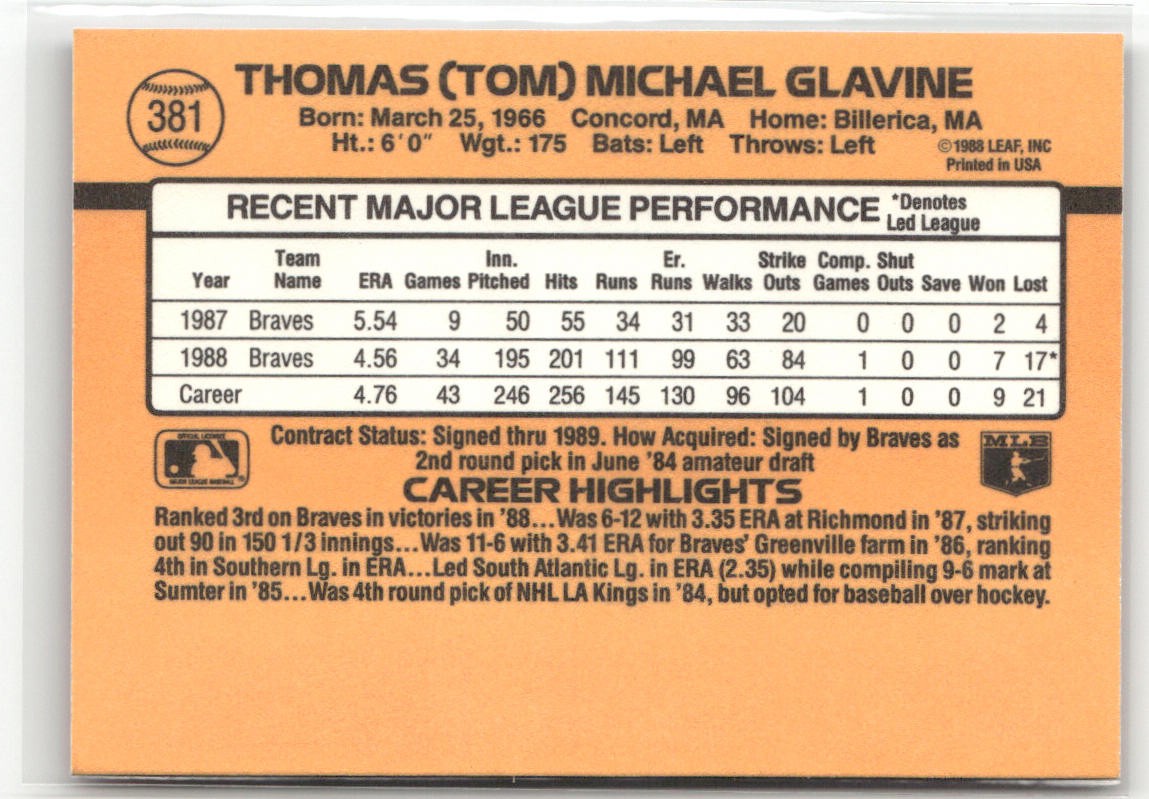 381
THOMAS (TOM) MICHAEL GLAVINE
Born: March 25, 1966 Concord, MA Home: Billerica, MA
Ht.: 6'0" Wgt.: 175 Bats: Left Throws: Left
©1988 LEAF, INC
Printed in USA
RECENT MAJOR LEAGUE PERFORMANCE
*Denotes
Led League
Year Team Name ERA Games Inn. Pitched Hits Runs Er. Runs Walks Strike Outs Comp. Games Shut Outs Save Won Lost
1987 Braves 5.54 9 50 55 34 31 33 20 0 0 0 2 4
1988 Braves 4.56 34 195 201 111 99 63 84 1 0 0 7 17*
Career 4.76 43 246 256 145 130 96 104 1 0 0 9 21
OFFICIAL LICENSEE
MAJOR LEAGUE BASEBALL
Contract Status: Signed thru 1989. How Acquired: Signed by Braves as
2nd round pick in June '84 amateur draft
MLB
CAREER HIGHLIGHTS
Ranked 3rd on Braves in victories in '88...Was 6-12 with 3.35 ERA at Richmond in '87, striking
out 90 in 150 1/3 innings...Was 11-6 with 3.41 ERA for Braves' Greenville farm in '86, ranking
4th in Southern Lg. in ERA...Led South Atlantic Lg. in ERA (2.35) while compiling 9-6 mark at
Sumter in '85...Was 4th round pick of NHL LA Kings in '84, but opted for baseball over hockey.